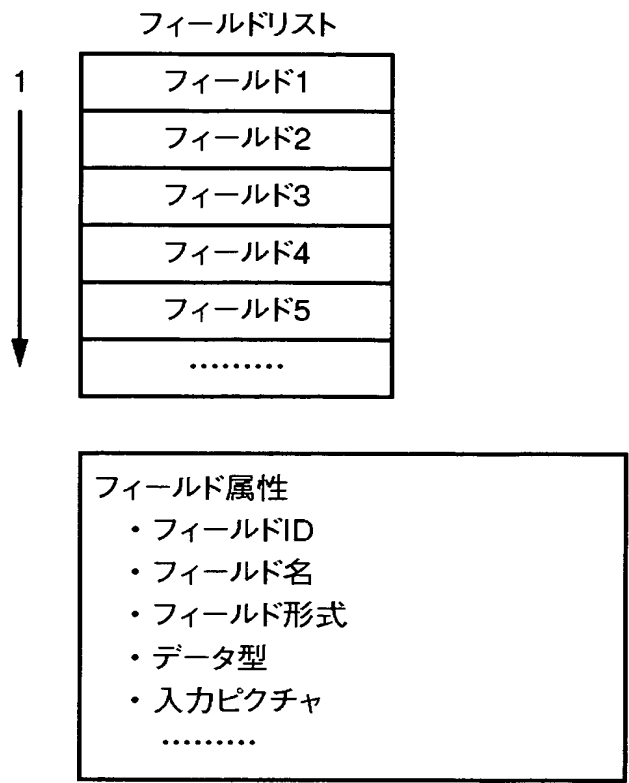 フィールドリスト
1
フィールド1
フィールド2
フィールド3
フィールド4
フィールド5
………
フィールド属性
・フィールドID
・フィールド名
・フィールド形式
・データ型
・入力ピクチャ
………